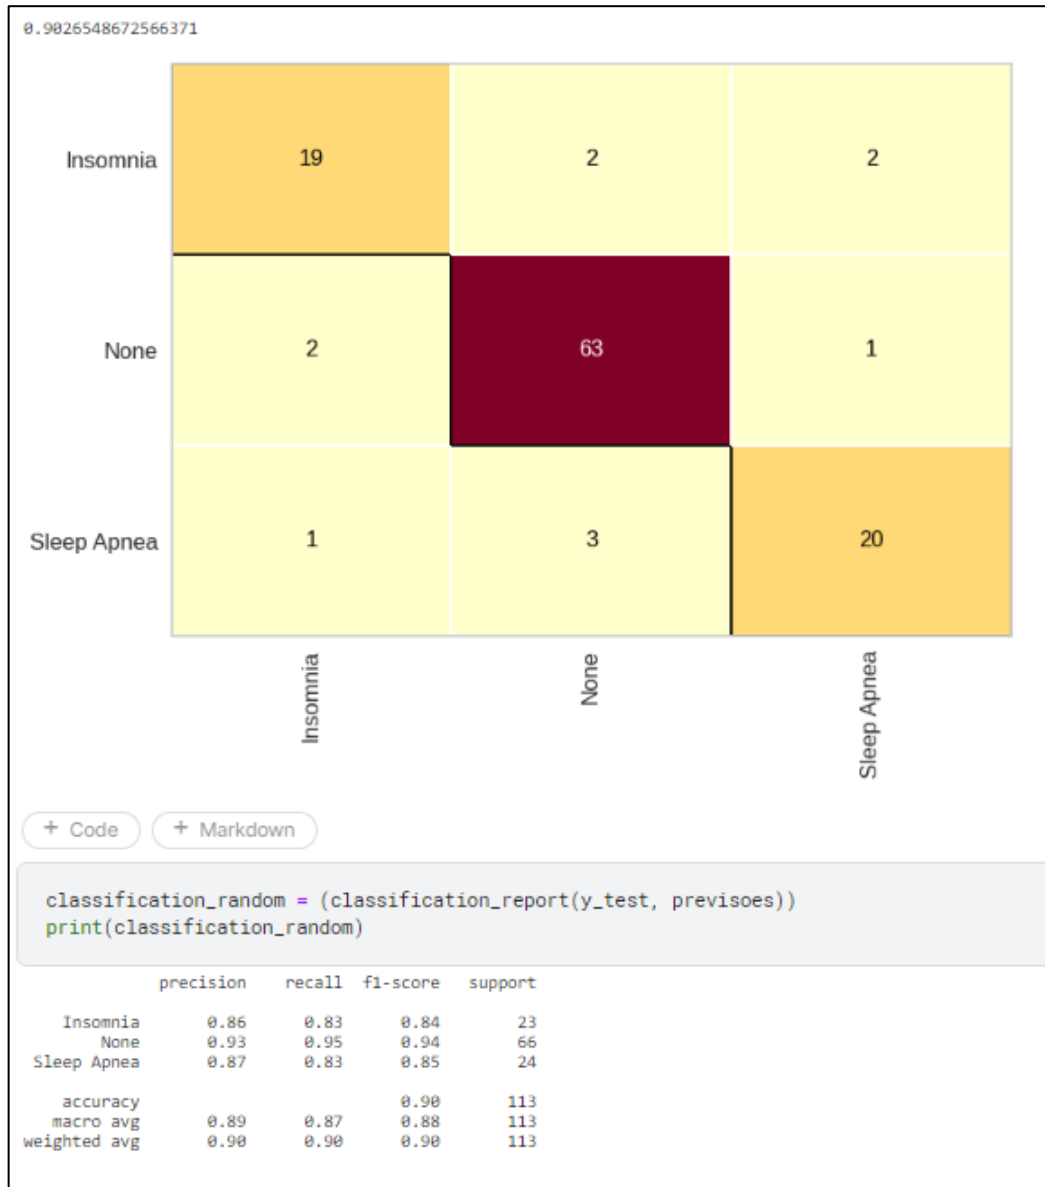 0.9026548672566371
Insomnia 19 2 2
None 2 63 1
Sleep Apnea 1 3 20
Insomnia
None
Sleep Apnea
+ Code + Markdown
classification_random = (classification_report(y_test, previsoes))
print(classification_random)
precision recall f1-score support
Insomnia 0.86 0.83 0.84 23
None 0.93 0.95 0.94 66
Sleep Apnea 0.87 0.83 0.85 24
accuracy 0.90 113
macro avg 0.89 0.87 0.88 113
weighted avg 0.90 0.90 0.90 113